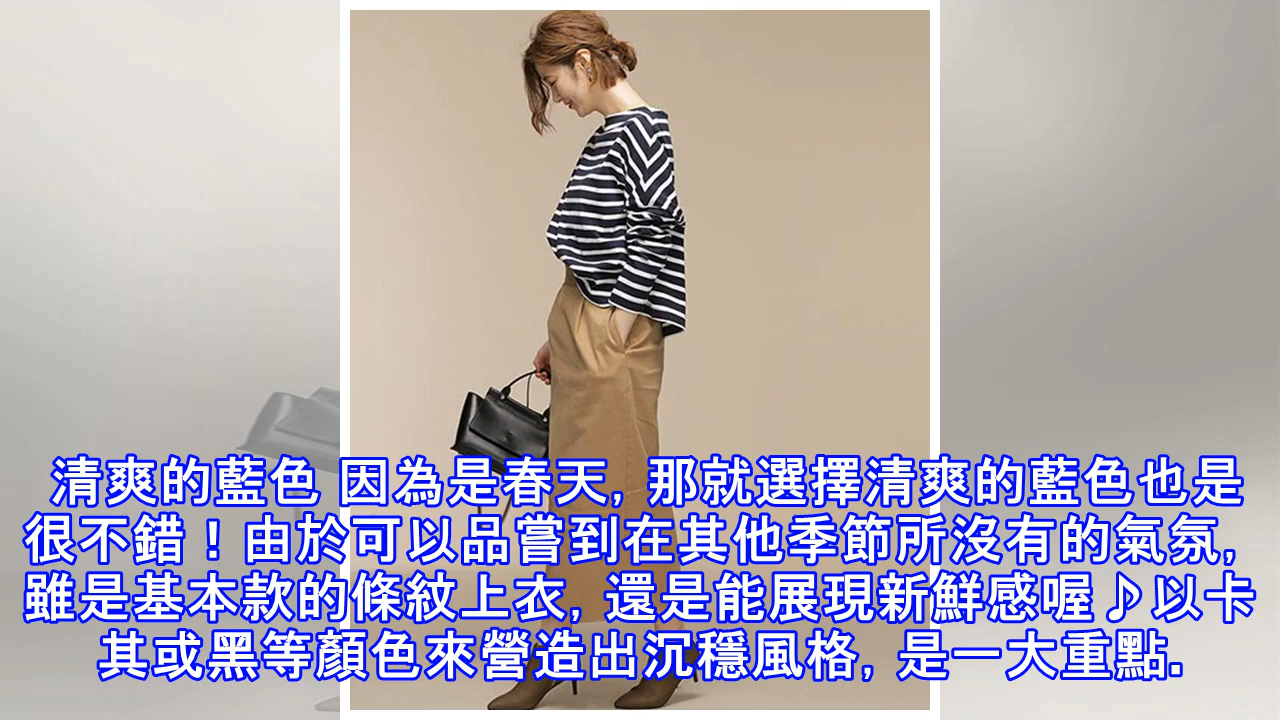 清爽的藍色 因為是春天, 那就選擇清爽的藍色也是
很不錯！由於可以品嘗到在其他季節所沒有的氣氛,
雖是基本款的條紋上衣, 還是能展現新鮮感喔♪以卡
其或黑等顏色來營造出沉穩風格, 是一大重點.